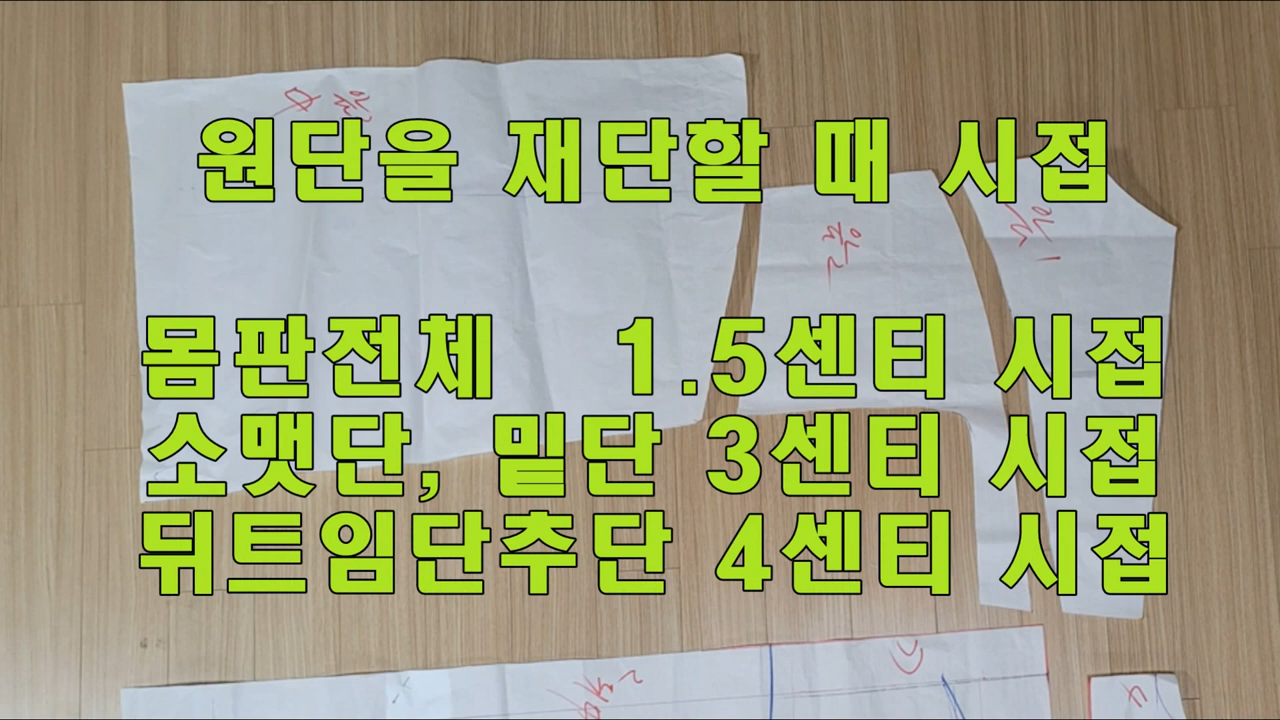 원단을 재단할 때 시접
몸판전체 1.5센티 시접
소맷단, 밑단 3센티 시접
뒤트임단추단 4센티 시접